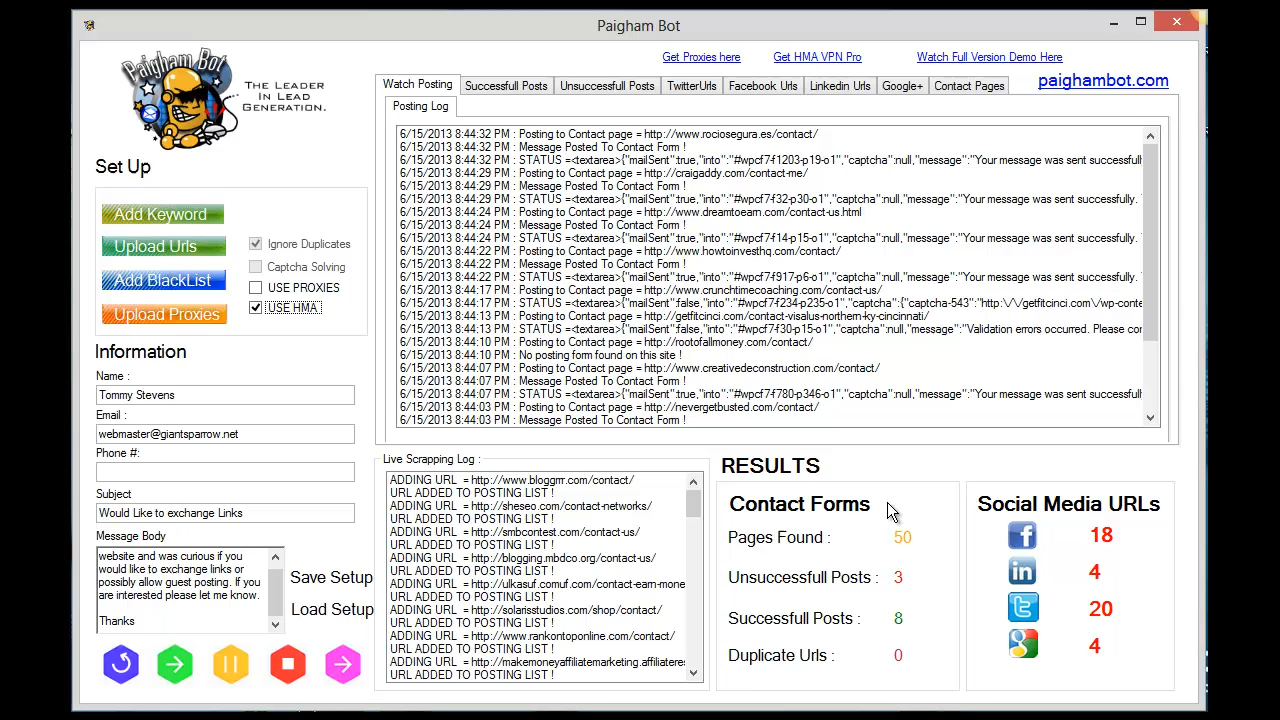 Paigham Bot
Paigham Bot
THE LEADER
IN LEAD
GENERATION.
Get Proxies here
Get HMA VPN Pro
Watch Full Version Demo Here
paighambot.com
Watch Posting
Successfull Posts
Unsuccessfull Posts
TwitterUrls
Facebook Urls
Linkedin Urls
Google+
Contact Pages
Posting Log
6/15/2013 8:44:32 PM : Posting to Contact page = http://www.rociosegura.es/contact/
6/15/2013 8:44:32 PM : Message Posted To Contact Form !
6/15/2013 8:44:32 PM : STATUS =<textarea>{"mailSent":true,"into":"#wpcf7-f1203-p19-o1","captcha":null,"message":"Your message was sent successfull
6/15/2013 8:44:29 PM : Posting to Contact page = http://craigaddy.com/contact-me/
6/15/2013 8:44:29 PM : Message Posted To Contact Form !
6/15/2013 8:44:29 PM : STATUS =<textarea>{"mailSent":true,"into":"#wpcf7-f32-p30-o1","captcha":null,"message":"Your message was sent successfully.
6/15/2013 8:44:24 PM : Posting to Contact page = http://www.dreamtoearn.com/contact-us.html
6/15/2013 8:44:24 PM : Message Posted To Contact Form !
6/15/2013 8:44:24 PM : STATUS =<textarea>{"mailSent":true,"into":"#wpcf7-f14-p15-o1","captcha":null,"message":"Your message was sent successfully.
6/15/2013 8:44:22 PM : Posting to Contact page = http://www.howtoinvesthq.com/contact/
6/15/2013 8:44:22 PM : Message Posted To Contact Form !
6/15/2013 8:44:22 PM : STATUS =<textarea>{"mailSent":true,"into":"#wpcf7-f917-p6-o1","captcha":null,"message":"Your message was sent successfully.
6/15/2013 8:44:17 PM : Posting to Contact page = http://www.crunchtimecoaching.com/contact-us/
6/15/2013 8:44:17 PM : STATUS =<textarea>{"mailSent":false,"into":"#wpcf7-f234-p235-o1","captcha":{"captcha-543":"http:\/\/getfitcinci.com\/wp-conte
6/15/2013 8:44:13 PM : Posting to Contact page = http://getfitcinci.com/contact-visalus-northern-ky-cincinnati/
6/15/2013 8:44:13 PM : STATUS =<textarea>{"mailSent":false,"into":"#wpcf7-f30-p15-o1","captcha":null,"message":"Validation errors occurred. Please cor
6/15/2013 8:44:10 PM : Posting to Contact page = http://rootofallmoney.com/contact/
6/15/2013 8:44:10 PM : No posting form found on this site !
6/15/2013 8:44:07 PM : Posting to Contact page = http://www.creativedeconstruction.com/contact/
6/15/2013 8:44:07 PM : Message Posted To Contact Form !
6/15/2013 8:44:07 PM : STATUS =<textarea>{"mailSent":true,"into":"#wpcf7-f780-p346-o1","captcha":null,"message":"Your message was sent successfull
6/15/2013 8:44:03 PM : Posting to Contact page = http://nevergetbusted.com/contact/
6/15/2013 8:44:03 PM : Message Posted To Contact Form !
Set Up
Add Keyword
Upload Urls
Add BlackList
Upload Proxies
Ignore Duplicates
Captcha Solving
USE PROXIES
USE HMA
Information
Name :
Tommy Stevens
Email :
webmaster@giantsparrow.net
Phone #:
Subject
Would Like to exchange Links
Message Body
website and was curious if you
would like to exchange links or
possibly allow guest posting. If you
are interested please let me know.
Thanks
Save Setup
Load Setup
Live Scrapping Log :
ADDING URL = http://www.bloggrrr.com/contact/
URL ADDED TO POSTING LIST !
ADDING URL = http://sheseo.com/contact-networks/
URL ADDED TO POSTING LIST !
ADDING URL = http://smbcontest.com/contact-us/
URL ADDED TO POSTING LIST !
ADDING URL = http://blogging.mbdco.org/contact-us/
URL ADDED TO POSTING LIST !
ADDING URL = http://ulkasuf.comuf.com/contact-earn-mone
URL ADDED TO POSTING LIST !
ADDING URL = http://solarisstudios.com/shop/contact/
URL ADDED TO POSTING LIST !
ADDING URL = http://www.rankontoponline.com/contact/
URL ADDED TO POSTING LIST !
ADDING URL = http://makemoneyaffiliatemarketing.affiliateres
URL ADDED TO POSTING LIST !
RESULTS
Contact Forms
Pages Found : 50
Unsuccessfull Posts : 3
Successfull Posts : 8
Duplicate Urls : 0
Social Media URLs
18
4
20
4